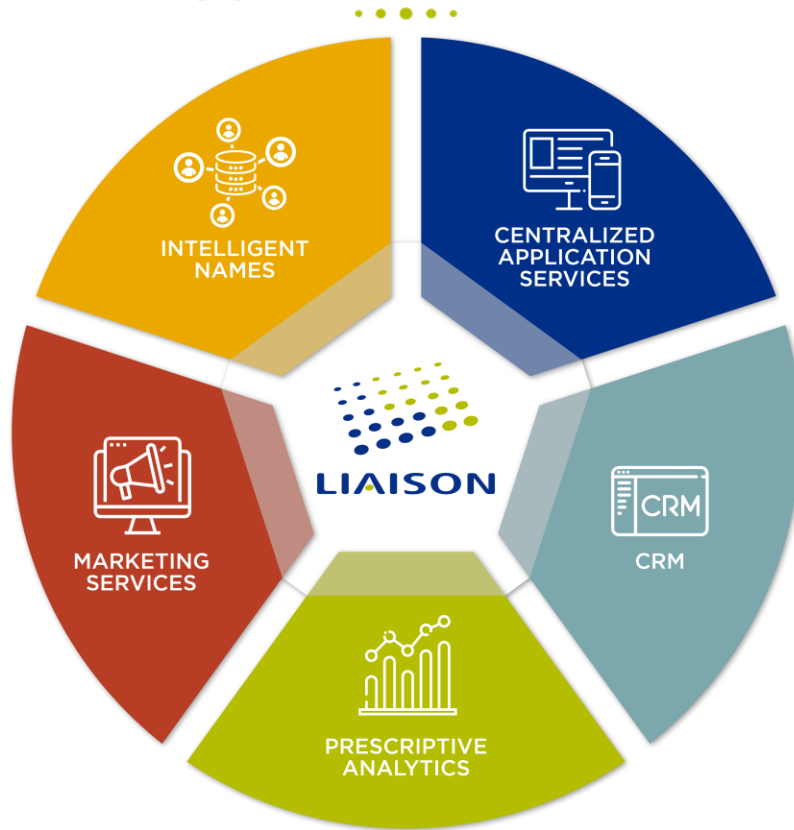 INTELLIGENT
NAMES
CENTRALIZED
APPLICATION
SERVICES
LIAISON
MARKETING
SERVICES
CRM
CRM
PRESCRIPTIVE
ANALYTICS